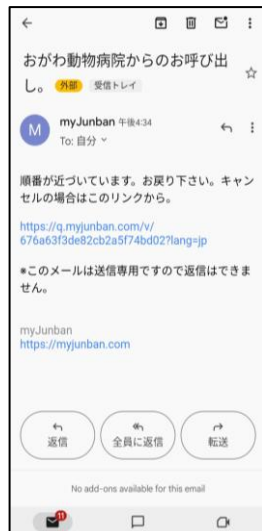 おがわ動物病院からのお呼び出
し。 外部 受信トレイ
M
myJunban 午後4:34
To: 自分
順番が近づいています。お戻り下さい。キャン
セルの場合はこのリンクから。
https://q.myjunban.com/v/
676a63f3de82cb2a5f74bd02?lang=jp
*このメールは送信専用ですので返信はできま
せん。
myJunban
https://myjunban.com
返信
全員に返信
転送
No add-ons available for this email
11